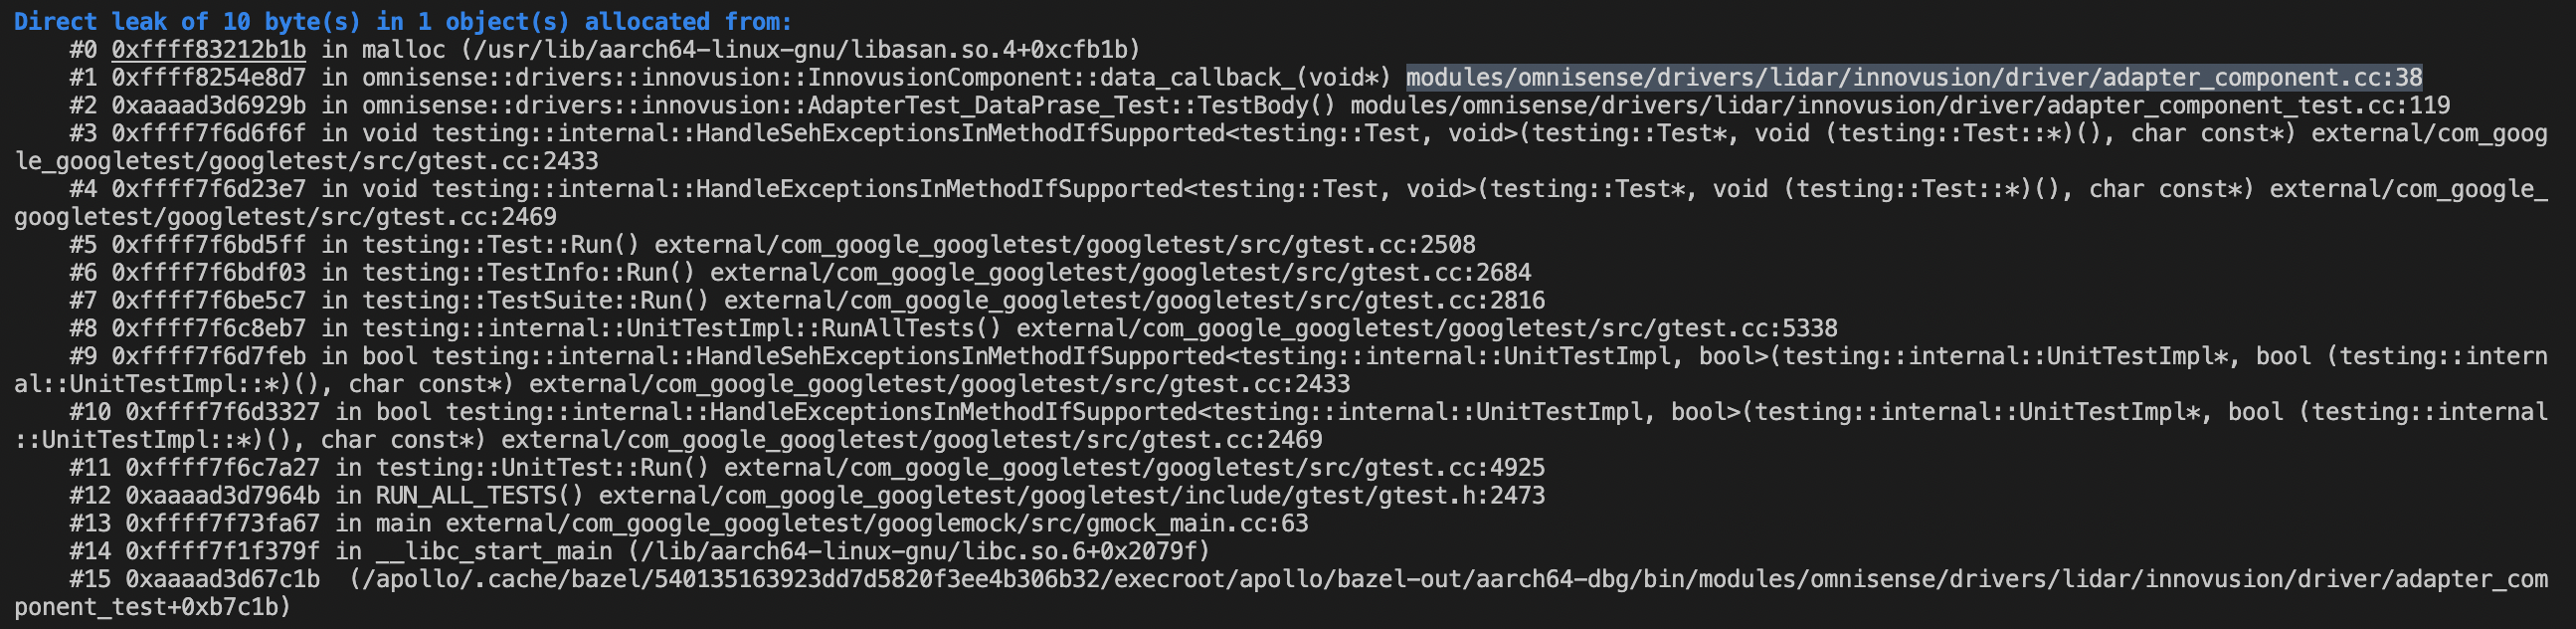 Direct leak of 10 byte(s) in 1 object(s) allocated from:
    #0 0xffff83212b1b in malloc (/usr/lib/aarch64-linux-gnu/libasan.so.4+0xcfb1b)
    #1 0xffff8254e8d7 in omnisense::drivers::innovusion::InnovusionComponent::data_callback_(void*) modules/omnisense/drivers/lidar/innovusion/driver/adapter_component.cc:38
    #2 0xaaaad3d6929b in omnisense::drivers::innovusion::AdapterTest_DataPrase_Test::TestBody() modules/omnisense/drivers/lidar/innovusion/driver/adapter_component_test.cc:119
    #3 0xffff7f6d6f6f in void testing::internal::HandleSehExceptionsInMethodIfSupported<testing::Test, void>(testing::Test*, void (testing::Test::*)(), char const*) external/com_goog
le_googletest/googletest/src/gtest.cc:2433
    #4 0xffff7f6d23e7 in void testing::internal::HandleExceptionsInMethodIfSupported<testing::Test, void>(testing::Test*, void (testing::Test::*)(), char const*) external/com_google_
googletest/googletest/src/gtest.cc:2469
    #5 0xffff7f6bd5ff in testing::Test::Run() external/com_google_googletest/googletest/src/gtest.cc:2508
    #6 0xffff7f6bdf03 in testing::TestInfo::Run() external/com_google_googletest/googletest/src/gtest.cc:2684
    #7 0xffff7f6be5c7 in testing::TestSuite::Run() external/com_google_googletest/googletest/src/gtest.cc:2816
    #8 0xffff7f6c8eb7 in testing::internal::UnitTestImpl::RunAllTests() external/com_google_googletest/googletest/src/gtest.cc:5338
    #9 0xffff7f6d7feb in bool testing::internal::HandleSehExceptionsInMethodIfSupported<testing::internal::UnitTestImpl, bool>(testing::internal::UnitTestImpl*, bool (testing::intern
al::UnitTestImpl::*)(), char const*) external/com_google_googletest/googletest/src/gtest.cc:2433
    #10 0xffff7f6d3327 in bool testing::internal::HandleExceptionsInMethodIfSupported<testing::internal::UnitTestImpl, bool>(testing::internal::UnitTestImpl*, bool (testing::internal
::UnitTestImpl::*)(), char const*) external/com_google_googletest/googletest/src/gtest.cc:2469
    #11 0xffff7f6c7a27 in testing::UnitTest::Run() external/com_google_googletest/googletest/src/gtest.cc:4925
    #12 0xaaaad3d7964b in RUN_ALL_TESTS() external/com_google_googletest/googletest/include/gtest/gtest.h:2473
    #13 0xffff7f73fa67 in main external/com_google_googletest/googlemock/src/gmock_main.cc:63
    #14 0xffff7f1f379f in __libc_start_main (/lib/aarch64-linux-gnu/libc.so.6+0x2079f)
    #15 0xaaaad3d67c1b  (/apollo/.cache/bazel/540135163923dd7d5820f3ee4b306b32/execroot/apollo/bazel-out/aarch64-dbg/bin/modules/omnisense/drivers/lidar/innovusion/driver/adapter_com
ponent_test+0xb7c1b)